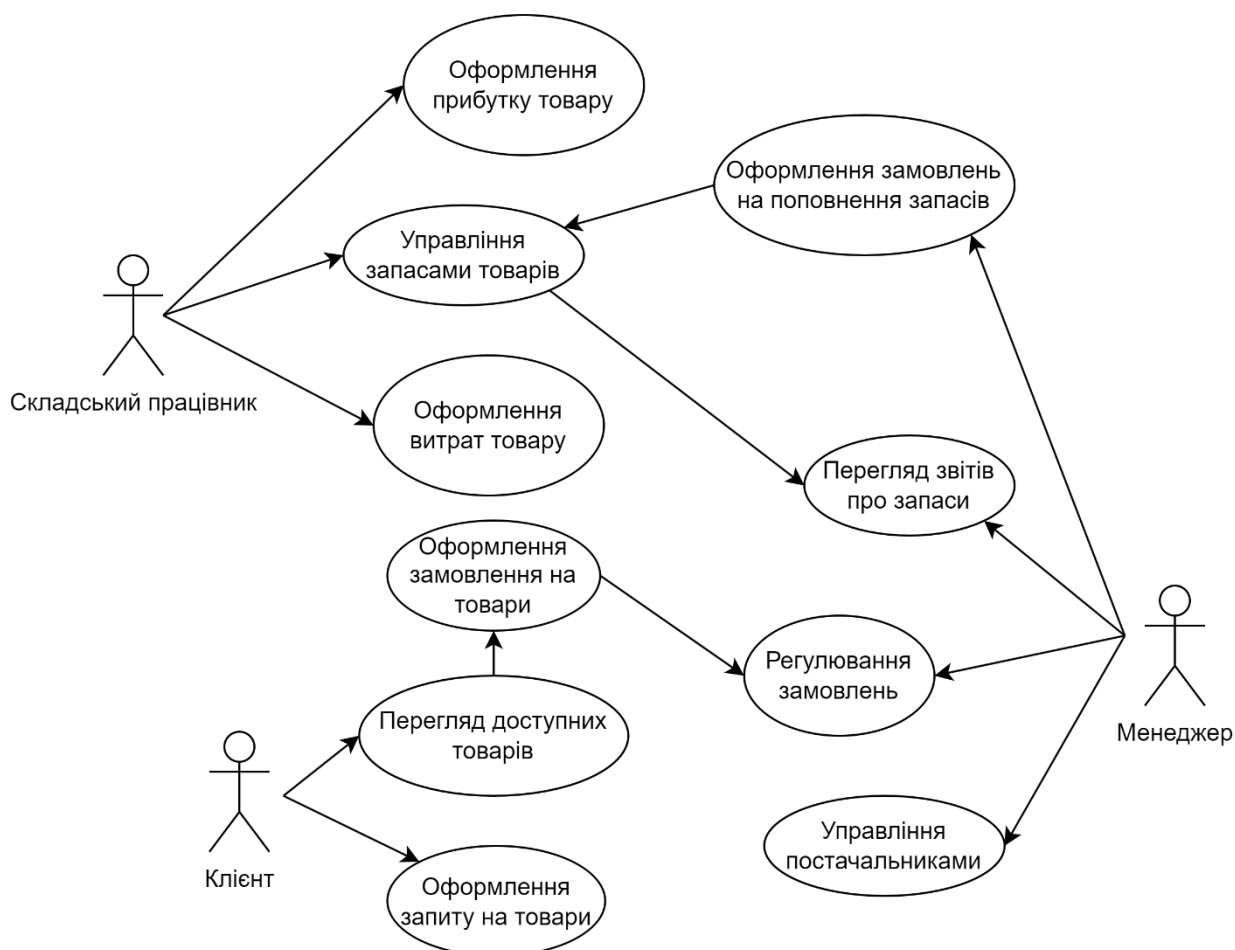 Оформлення
прибутку товару
Оформлення замовлень
на поповнення запасів
Управління
запасами товарів
Складський працівник
Оформлення
витрат товару
Перегляд звітів
про запаси
Оформлення
замовлення на
товари
Регулювання
замовлень
Перегляд доступних
товарів
Менеджер
Клієнт
Управління
постачальниками
Оформлення
запиту на товари